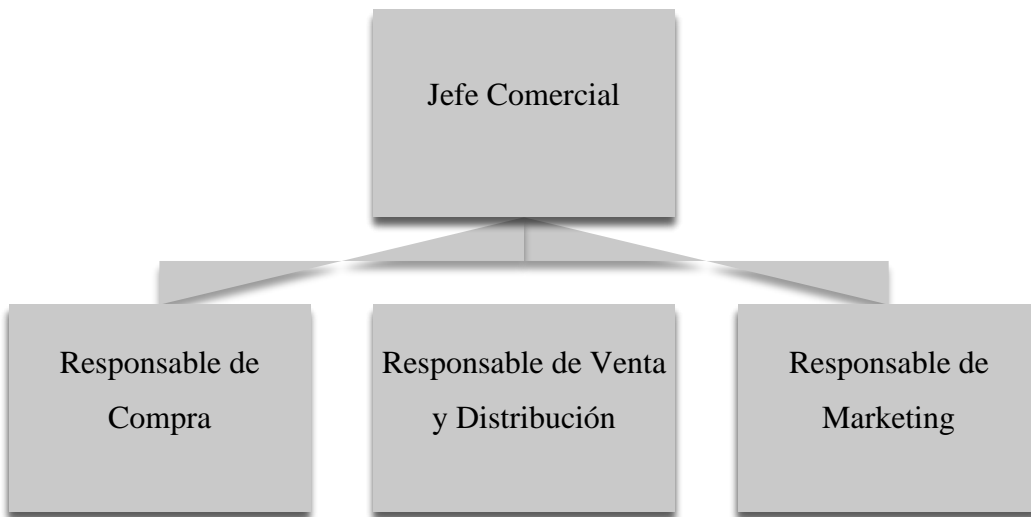 Jefe Comercial
Responsable de
Compra
Responsable de Venta
y Distribución
Responsable de
Marketing